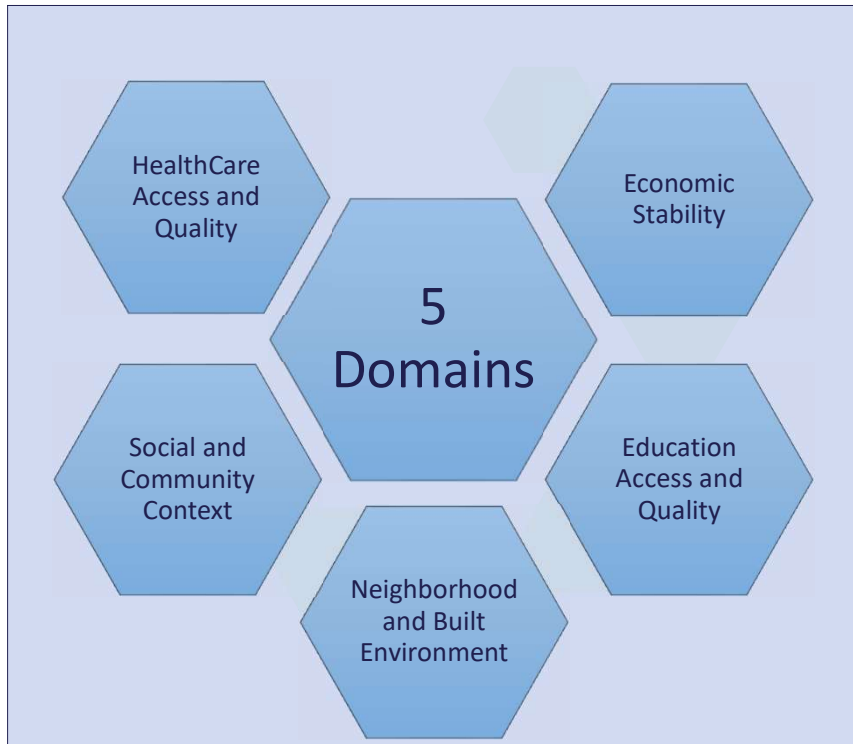 HealthCare
Access and
Quality
Economic
Stability
5
Domains
Social and
Community
Context
Education
Access and
Quality
Neighborhood
and Built
Environment